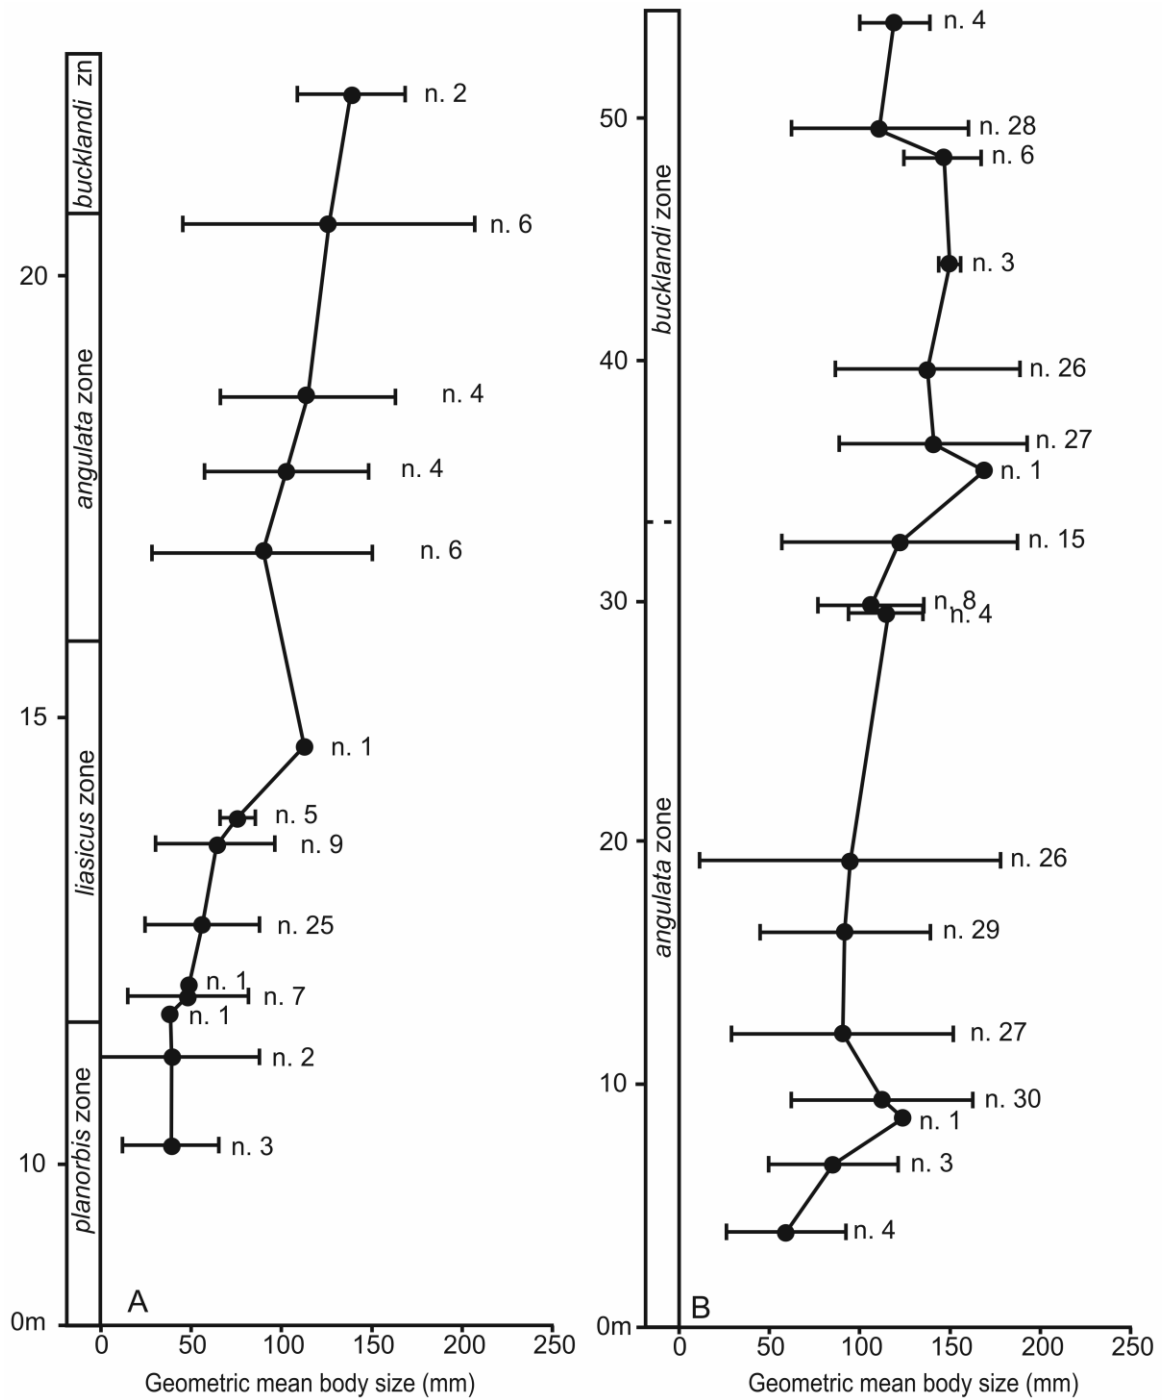 bucklandi zn
angulata zone
liasicus zone
planorbis zone
20
15
10
0m
n. 2
n. 6
n. 4
n. 4
n. 6
n. 1
n. 5
n. 9
n. 25
n. 1
n. 7
n. 1
n. 2
n. 3
A
0
50
100
150
200
250
Geometric mean body size (mm)
bucklandi zone
angulata zone
50
40
30
20
10
0m
n. 4
n. 28
n. 6
n. 3
n. 26
n. 27
n. 1
n. 15
n. 8
n. 4
n. 26
n. 29
n. 27
n. 30
n. 1
n. 3
n. 4
B
0
50
100
150
200
250
Geometric mean body size (mm)